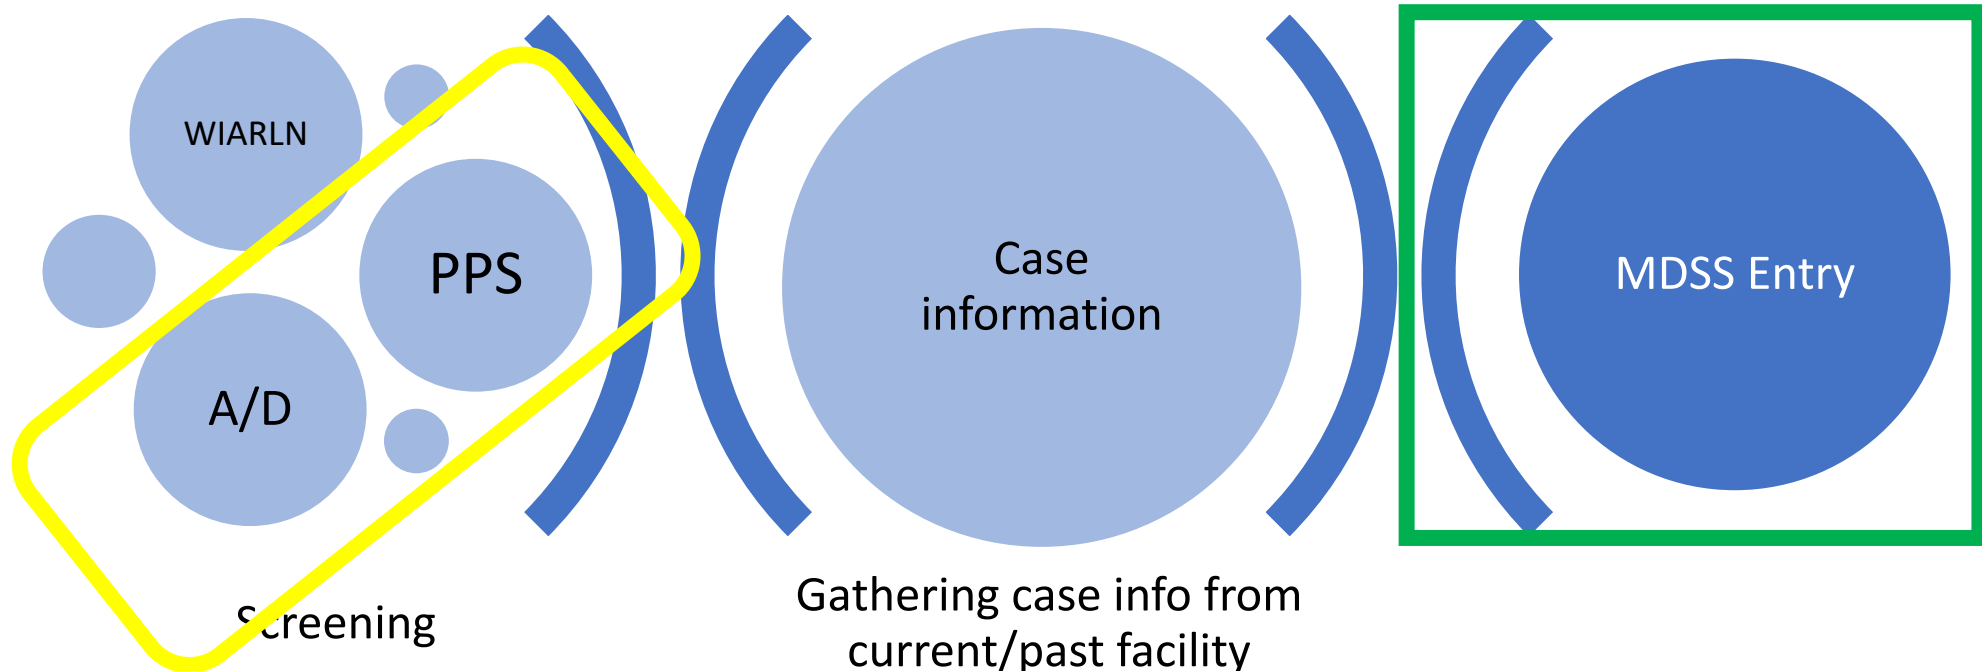 WIARLN
PPS
A/D
Screening
Case
information
Gathering case info from
current/past facility
MDSS Entry